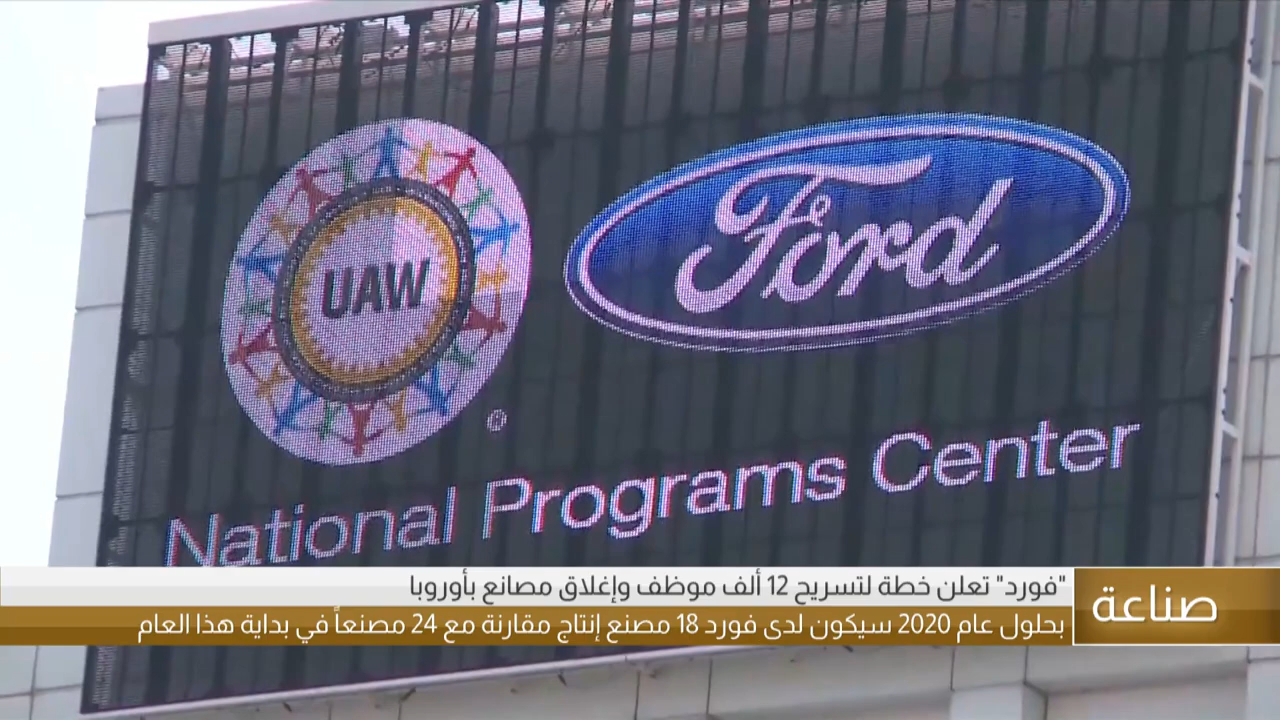 UAW
Ford
®
National Programs Center
"فورد" تعلن خطة لتسريح 12 ألف موظف وإغلاق مصانع بأوروبا
صناعة
بحلول عام 2020 سيكون لدى فورد 18 مصنع إنتاج مقارنة مع 24 مصنعاً في بداية هذا العام